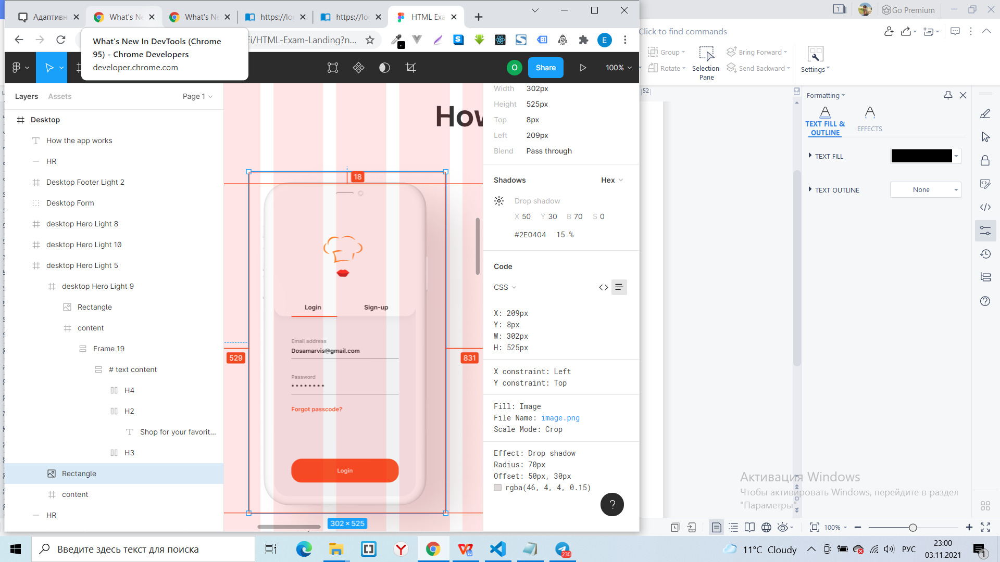 Адаптивн
What's Ne
What's Ne
https://log
https://log
HTML Exa
Ei/HTML-Exam-Landing?n...
E
What's New In DevTools (Chrome
95) - Chrome Developers
developer.chrome.com
O
Share
100%
Layers
Assets
Page 1
Desktop
How the app works
HR
Desktop Footer Light 2
Desktop Form
desktop Hero Light 8
desktop Hero Light 10
desktop Hero Light 5
desktop Hero Light 9
Rectangle
content
Frame 19
# text content
H4
H2
Shop for your favorit...
H3
Rectangle
content
HR
How
18
Login
Sign-up
Email address
Dosamarvis@gmail.com
Password
********
Forgot passcode?
Login
529
831
302 × 525
Width 302px
Height 525px
Top 8px
Left 209px
Blend Pass through
Shadows
Hex
Drop shadow
X 50 Y 30 B 70 S 0
#2E0404 15 %
Code
CSS
X: 209px
Y: 8px
W: 302px
H: 525px
X constraint: Left
Y constraint: Top
Fill: Image
File Name: image.png
Scale Mode: Crop
Effect: Drop shadow
Radius: 70px
Offset: 50px, 30px
rgba(46, 4, 4, 0.15)
?
1
Go Premium
Click to find commands
Group
Rotate
Selection
Pane
Bring Forward
Send Backward
Settings
52
Formatting
TEXT FILL &
OUTLINE
EFFECTS
TEXT FILL
TEXT OUTLINE
None
Активация Windows
Чтобы активировать Windows, перейдите в раздел
"Параметры"
100%
Введите здесь текст для поиска
230
11°C Cloudy
РУС
23:00
03.11.2021
1